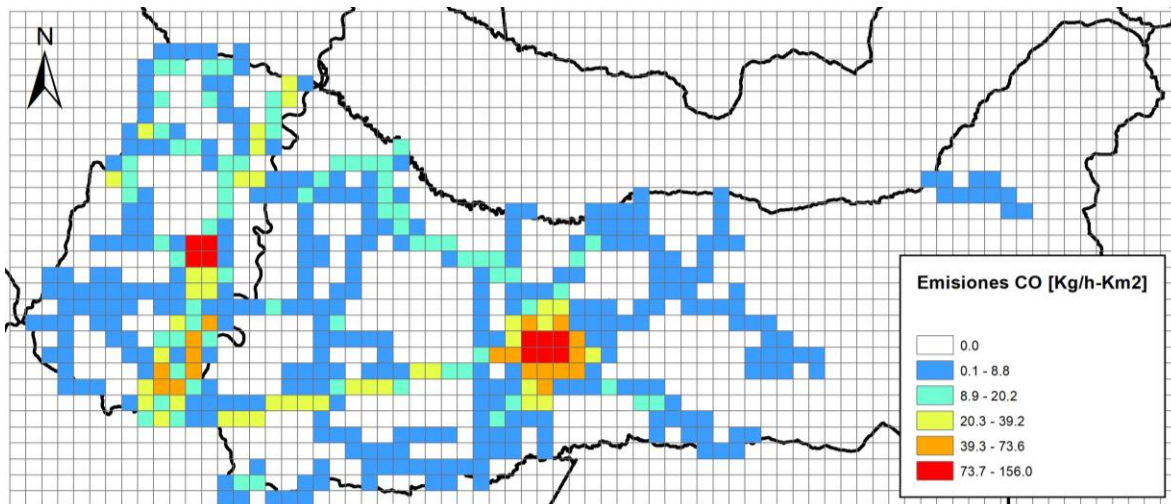 N
Emisiones CO [Kg/h-Km2]
0.0
0.1 - 8.8
8.9 - 20.2
20.3 - 39.2
39.3 - 73.6
73.7 - 156.0